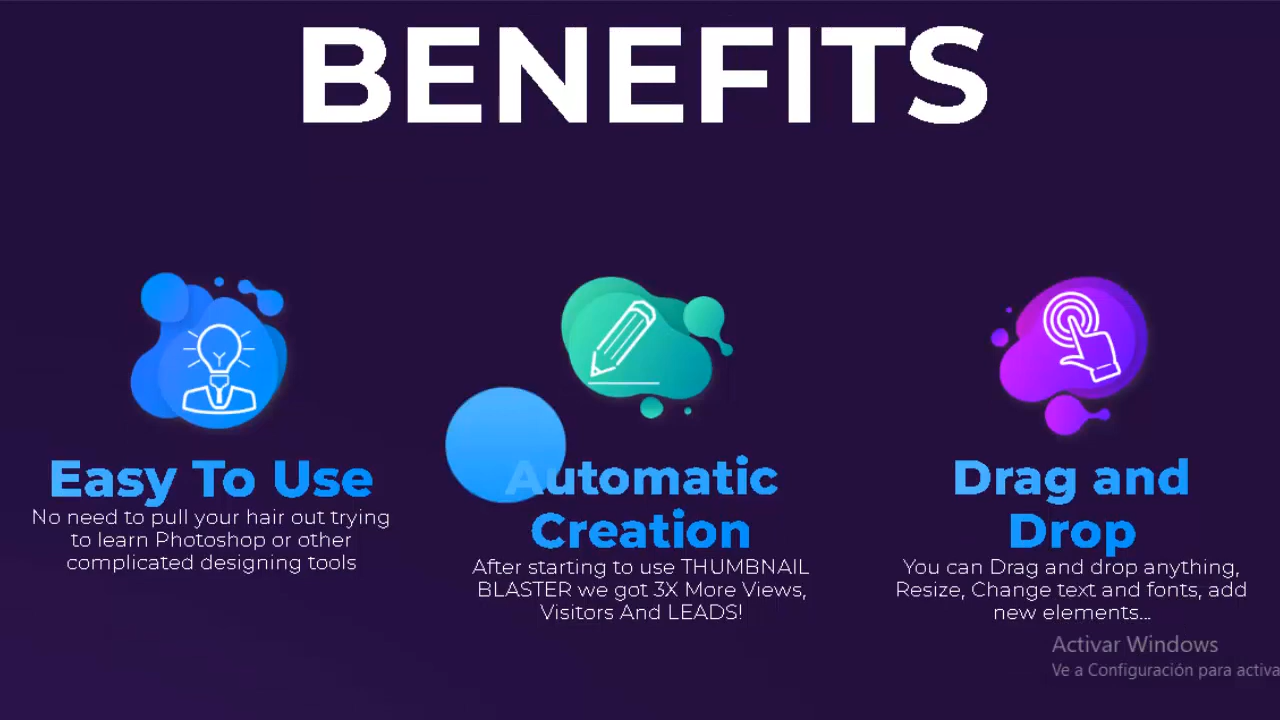 BENEFITS
Easy To Use
No need to pull your hair out trying
to learn Photoshop or other
complicated designing tools
Automatic
Creation
After starting to use THUMBNAIL
BLASTER we got 3X More Views,
Visitors And LEADS!
Drag and
Drop
You can Drag and drop anything,
Resize, Change text and fonts, add
new elements...
Activar Windows
Ve a Configuración para activa